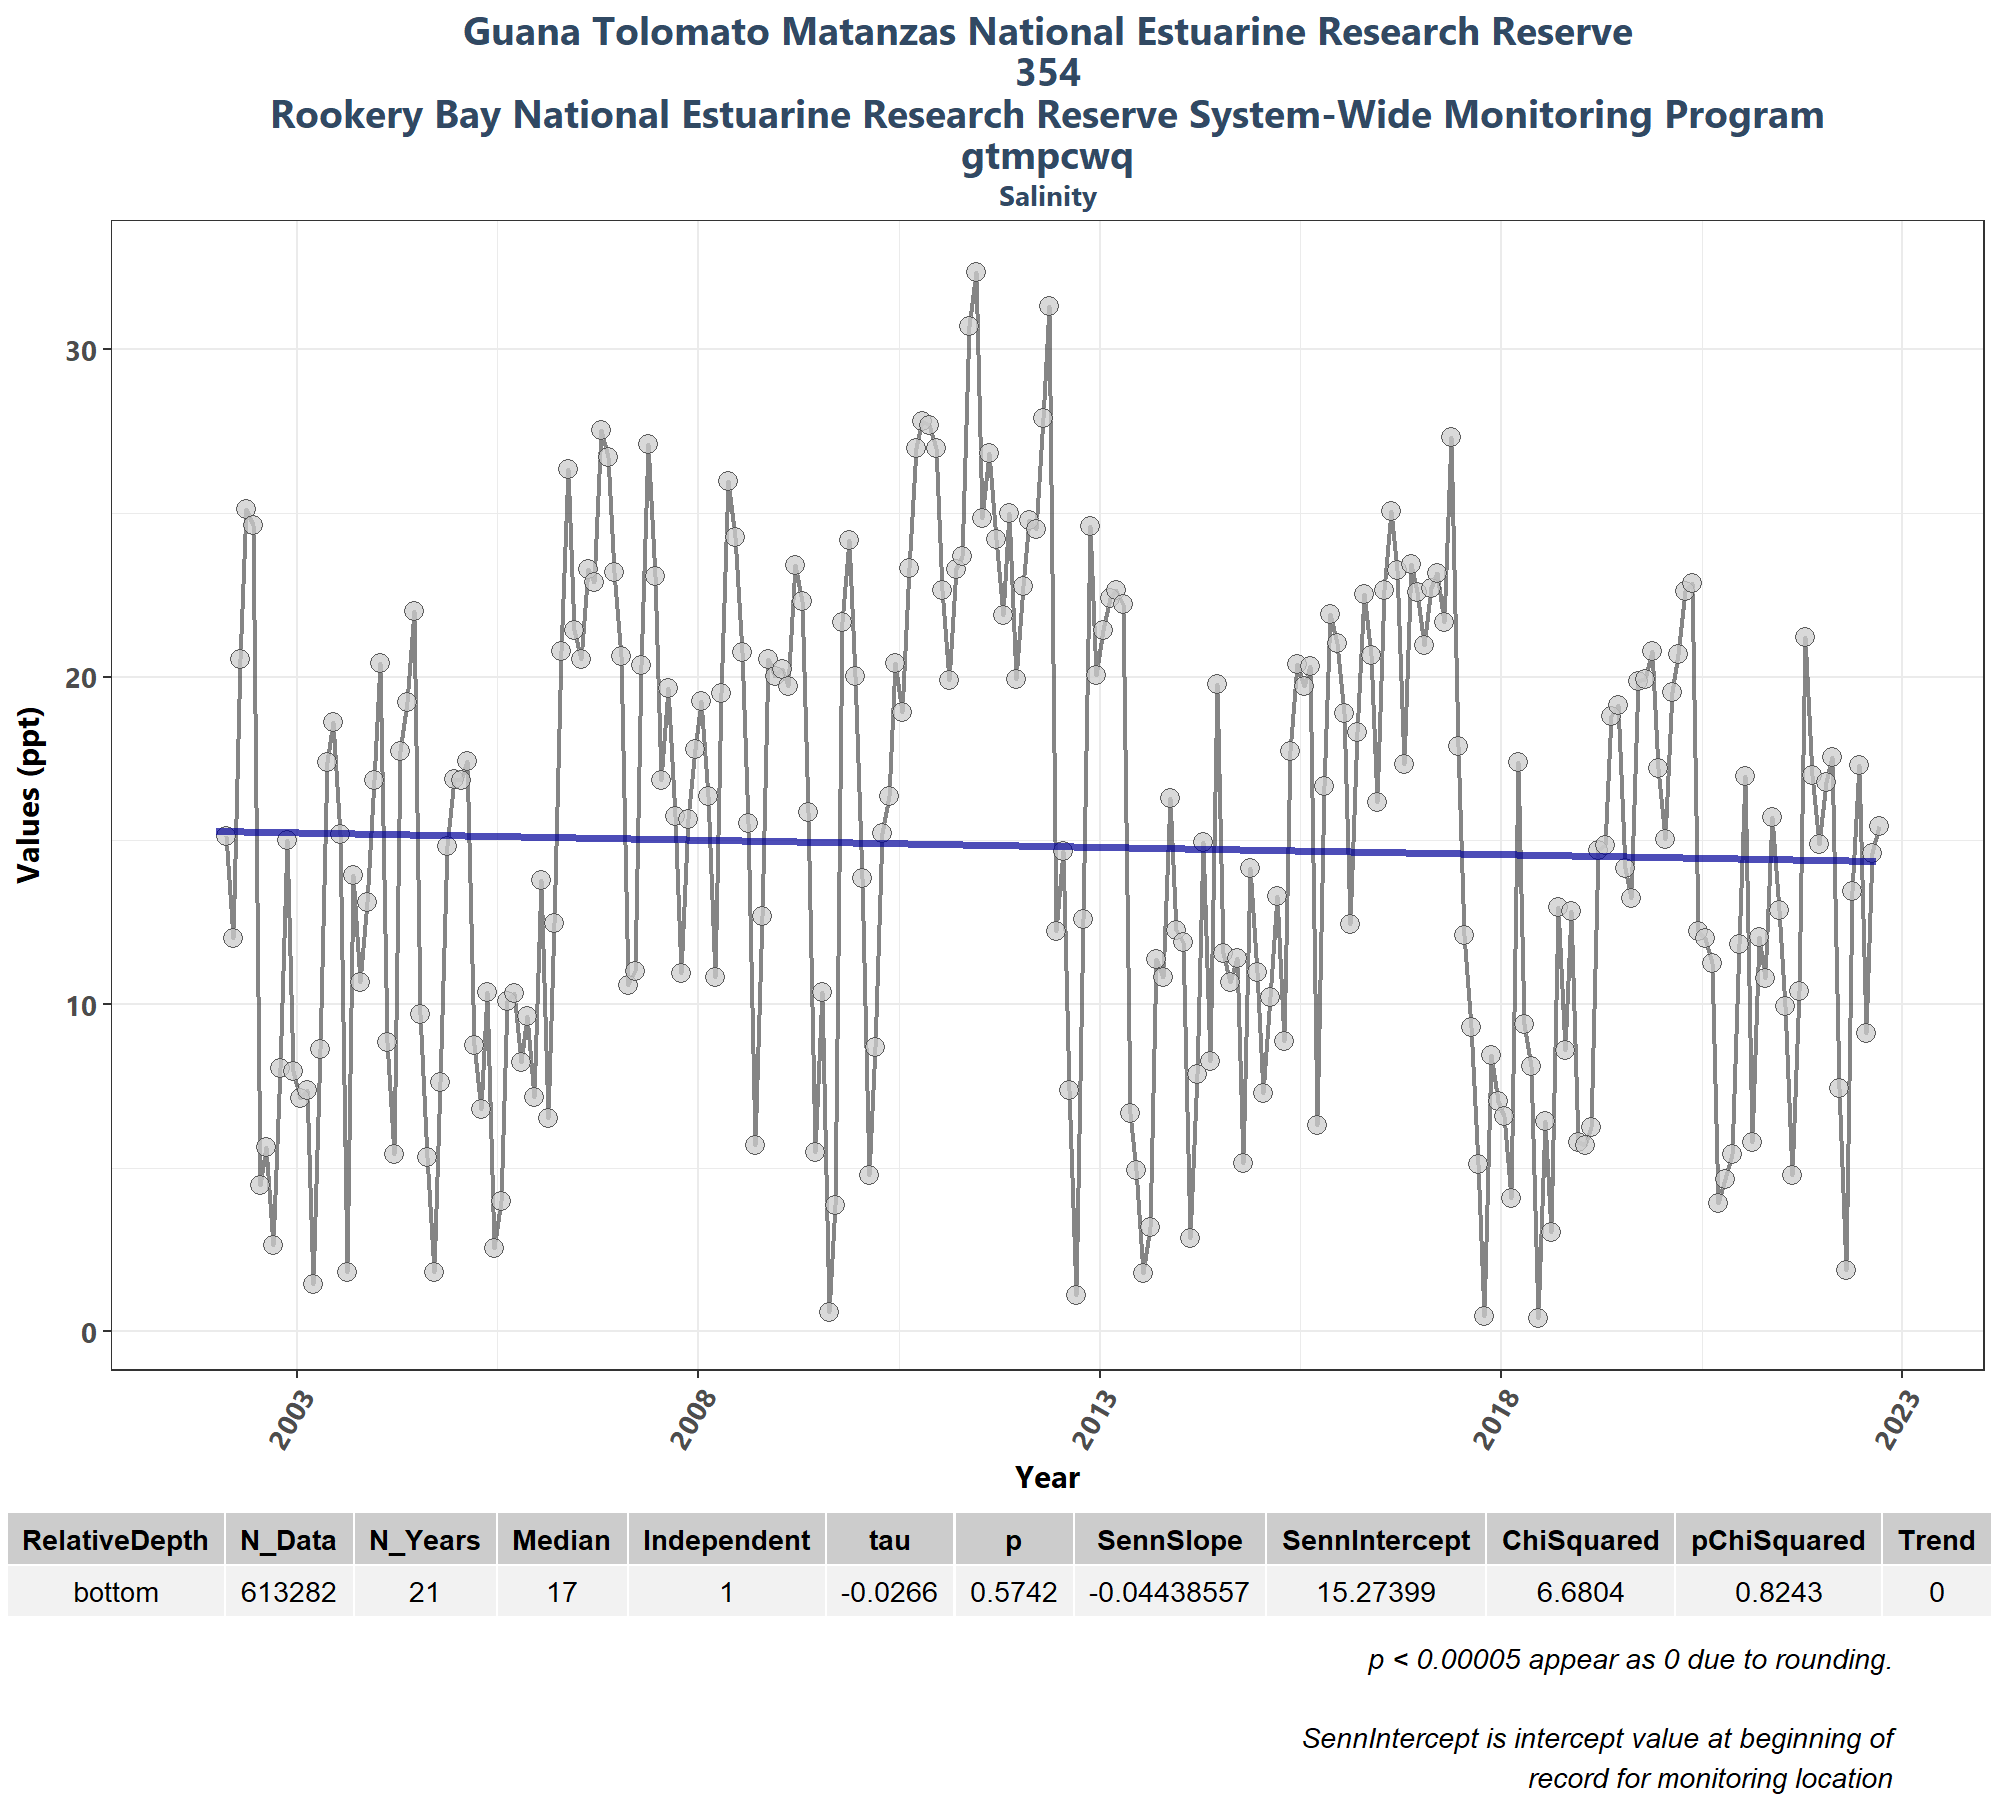 Guana Tolomato Matanzas National Estuarine Research Reserve
354
Rookery Bay National Estuarine Research Reserve System-Wide Monitoring Program
gtmpcwq
Salinity
30
20
10
0
Values (ppt)
2003
2008
2013
2018
2023
Year
RelativeDepth N_Data N_Years Median Independent tau p SennSlope SennIntercept ChiSquared pChiSquared Trend
bottom 613282 21 17 1 -0.0266 0.5742 -0.04438557 15.27399 6.6804 0.8243 0
p < 0.00005 appear as 0 due to rounding.
SennIntercept is intercept value at beginning of
record for monitoring location